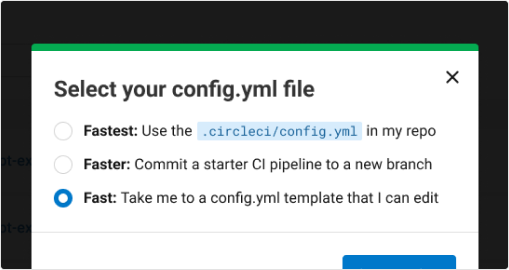 Select your config.yml file
Fastest: Use the .circleci/config.yml in my repo
Faster: Commit a starter CI pipeline to a new branch
Fast: Take me to a config.yml template that I can edit